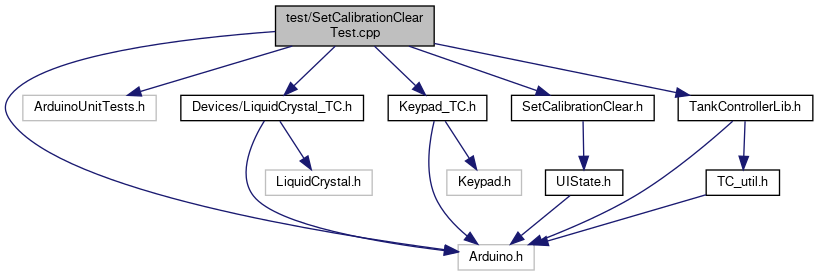 test/SetCalibrationClear
Test.cpp
ArduinoUnitTests.h
Devices/LiquidCrystal_TC.h
Keypad_TC.h
SetCalibrationClear.h
TankControllerLib.h
LiquidCrystal.h
Keypad.h
UIState.h
TC_util.h
Arduino.h